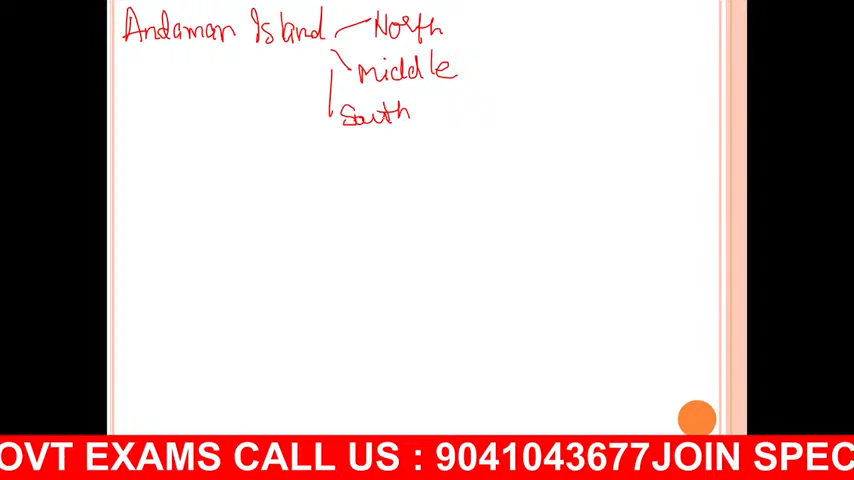 Andaman Island North
Middle
South
OVT EXAMS CALL US : 9041043677JOIN SPEC